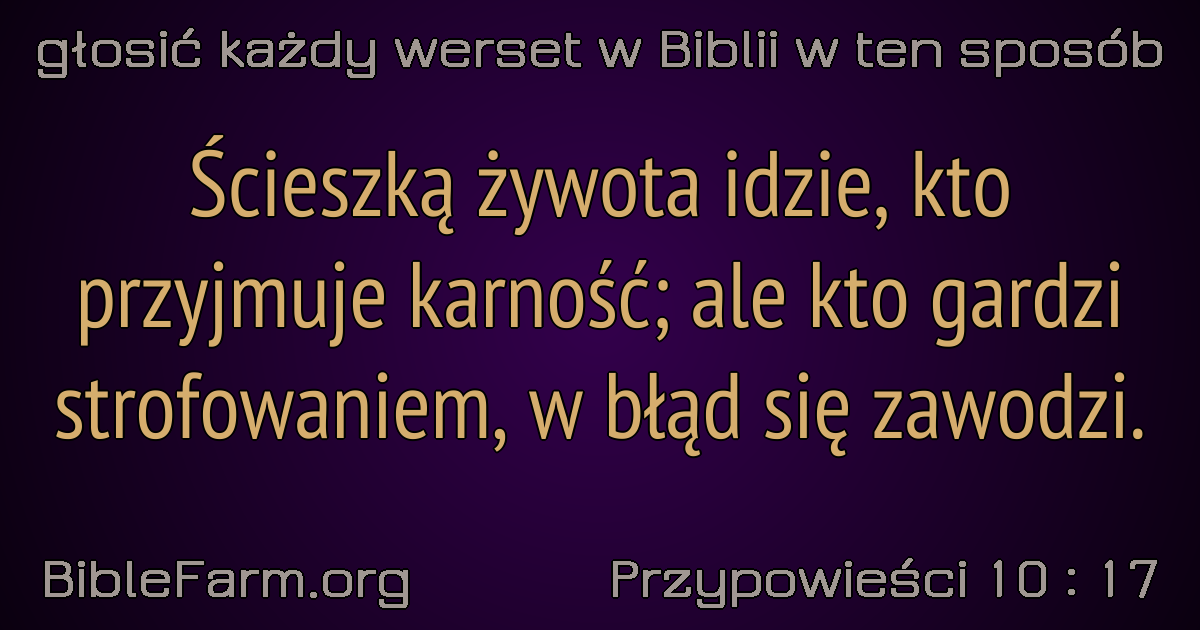 głosić każdy werset w Biblii w ten sposób
Ścieszką żywota idzie, kto
przyjmuje karność; ale kto gardzi
strofowaniem, w błąd się zawodzi.
BibleFarm.org
Przypowieści 10 : 17